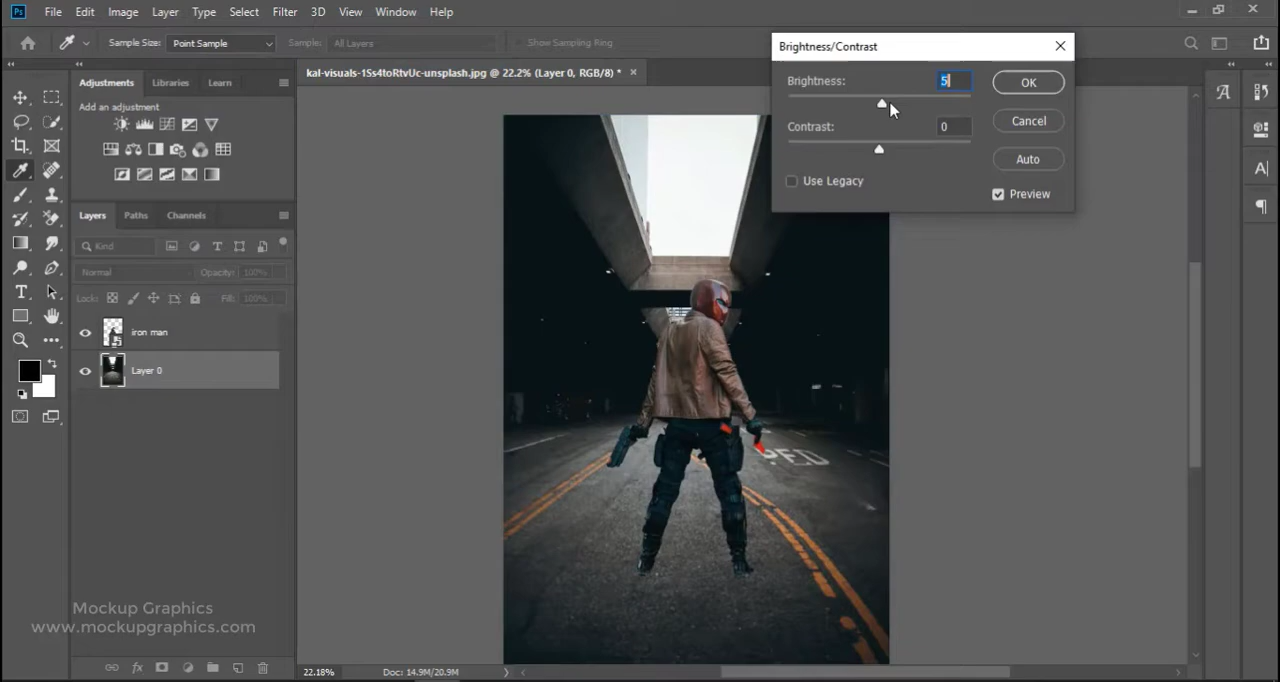 Ps File Edit Image Layer Type Select Filter 3D View Window Help
Sample Size: Point Sample Sample: All Layers Show Sampling Ring
Adjustments Libraries Learn
kal-visuals-1Ss4toRtvUc-unsplash.jpg @ 22.2% (Layer 0, RGB/8) *
Add an adjustment
Brightness/Contrast
Brightness: 5 OK
Contrast: 0 Cancel
Auto
Use Legacy
Preview
Layers Paths Channels
Kind
Normal Opacity: 100%
Lock: Fill: 100%
iron man
Layer 0
PED
Mockup Graphics
www.mockupgraphics.com
22.18% Doc: 14.9M/20.9M